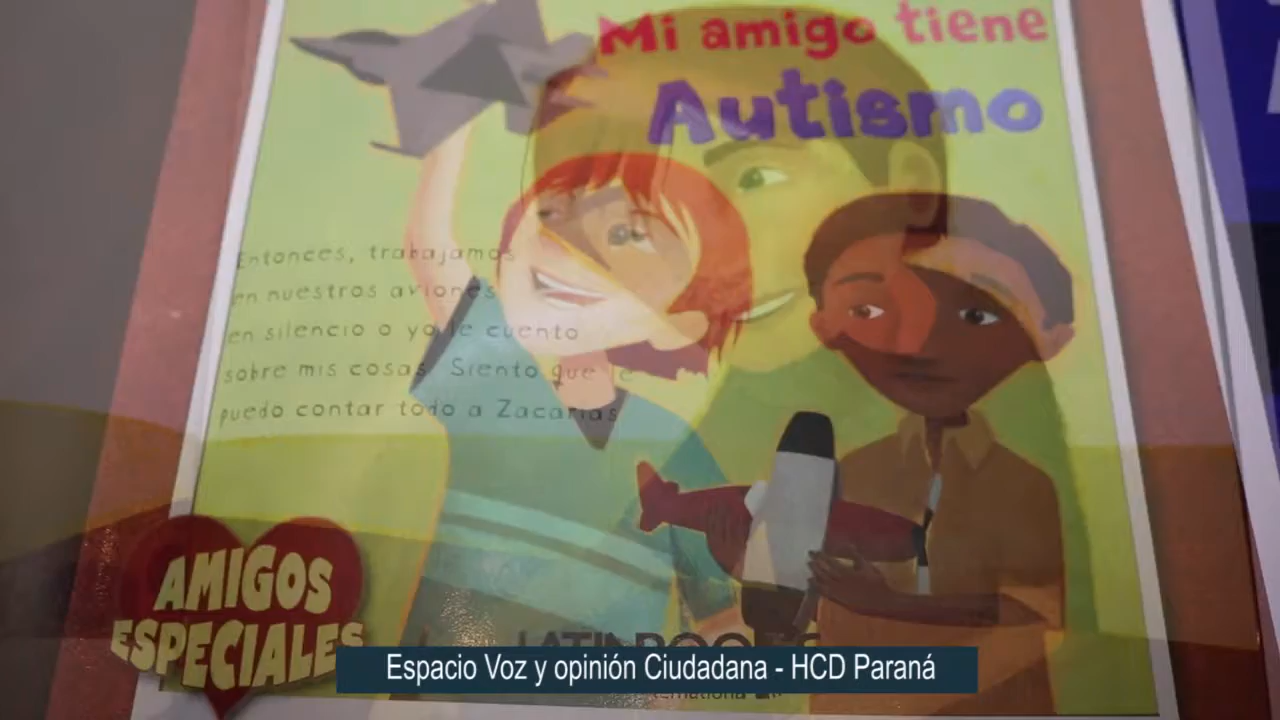 Mi amigo tiene
Autismo
Entonces, trabajamos
en nuestros aviones
en silencio o yo le cuento
sobre mis cosas. Siento que le
puedo contar todo a Zacarías
AMIGOS
ESPECIALES
LATINBOOKS
Espacio Voz y opinión Ciudadana - HCD Paraná